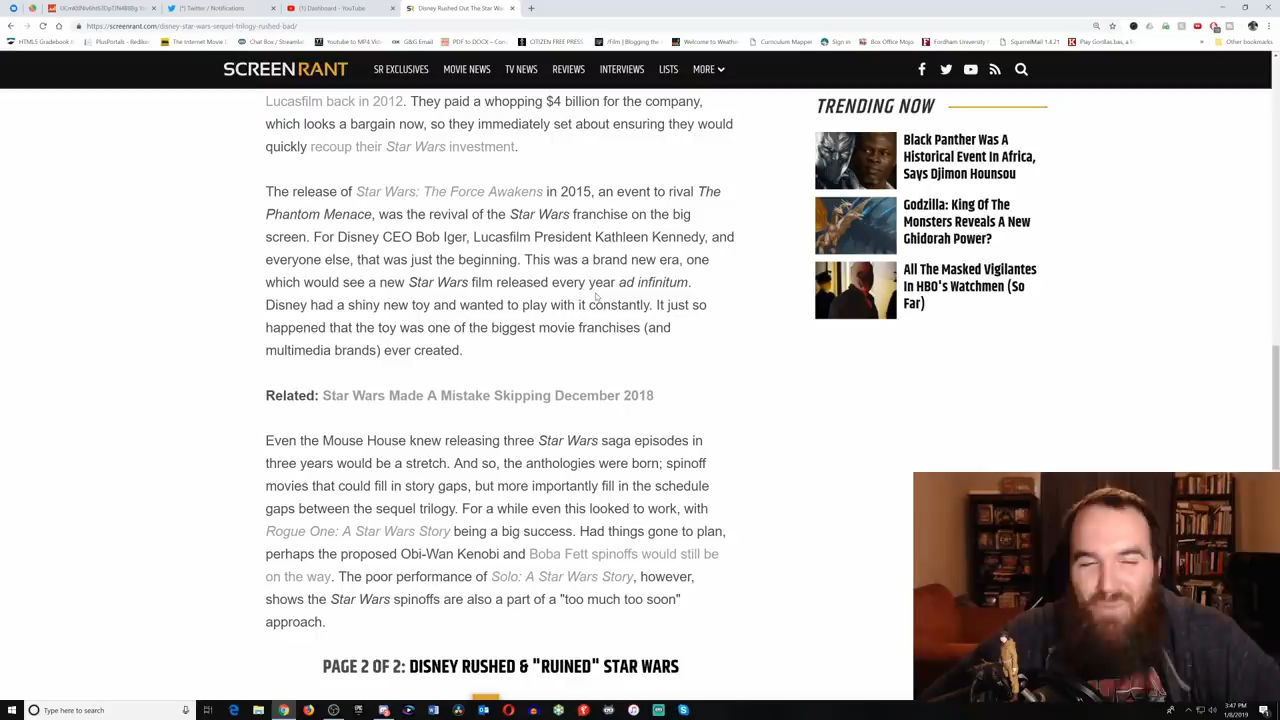 UCmKtlNlv6ht63DpTlN4888g
(*) Twitter / Notifications
(1) Dashboard - YouTube
Disney Rushed Out The Star War
https://screenrant.com/disney-star-wars-sequel-trilogy-rushed-bad/
HTML5 Gradebook
PlusPortals - Rediker
The Internet Movie
Chat Box / Streamlab
Youtube to MP4 Vide
G&G Email
PDF to DOCX – Conv
CITIZEN FREE PRESS
/Film | Blogging the
Welcome to Weathe
Curriculum Mapper
Sign in
Box Office Mojo
Fordham University
SquirrelMail 1.4.21
Play Gorillas.bas, a
Other bookmarks
SCREENRANT
SR EXCLUSIVES
MOVIE NEWS
TV NEWS
REVIEWS
INTERVIEWS
LISTS
MORE
Lucasfilm back in 2012. They paid a whopping $4 billion for the company,
which looks a bargain now, so they immediately set about ensuring they would
quickly recoup their Star Wars investment.
The release of Star Wars: The Force Awakens in 2015, an event to rival The
Phantom Menace, was the revival of the Star Wars franchise on the big
screen. For Disney CEO Bob Iger, Lucasfilm President Kathleen Kennedy, and
everyone else, that was just the beginning. This was a brand new era, one
which would see a new Star Wars film released every year ad infinitum.
Disney had a shiny new toy and wanted to play with it constantly. It just so
happened that the toy was one of the biggest movie franchises (and
multimedia brands) ever created.
Related: Star Wars Made A Mistake Skipping December 2018
Even the Mouse House knew releasing three Star Wars saga episodes in
three years would be a stretch. And so, the anthologies were born; spinoff
movies that could fill in story gaps, but more importantly fill in the schedule
gaps between the sequel trilogy. For a while even this looked to work, with
Rogue One: A Star Wars Story being a big success. Had things gone to plan,
perhaps the proposed Obi-Wan Kenobi and Boba Fett spinoffs would still be
on the way. The poor performance of Solo: A Star Wars Story, however,
shows the Star Wars spinoffs are also a part of a "too much too soon"
approach.
PAGE 2 OF 2: DISNEY RUSHED & "RUINED" STAR WARS
TRENDING NOW
Black Panther Was A
Historical Event In Africa,
Says Djimon Hounsou
Godzilla: King Of The
Monsters Reveals A New
Ghidorah Power?
All The Masked Vigilantes
In HBO's Watchmen (So
Far)
Type here to search
3:47 PM
1/8/2019